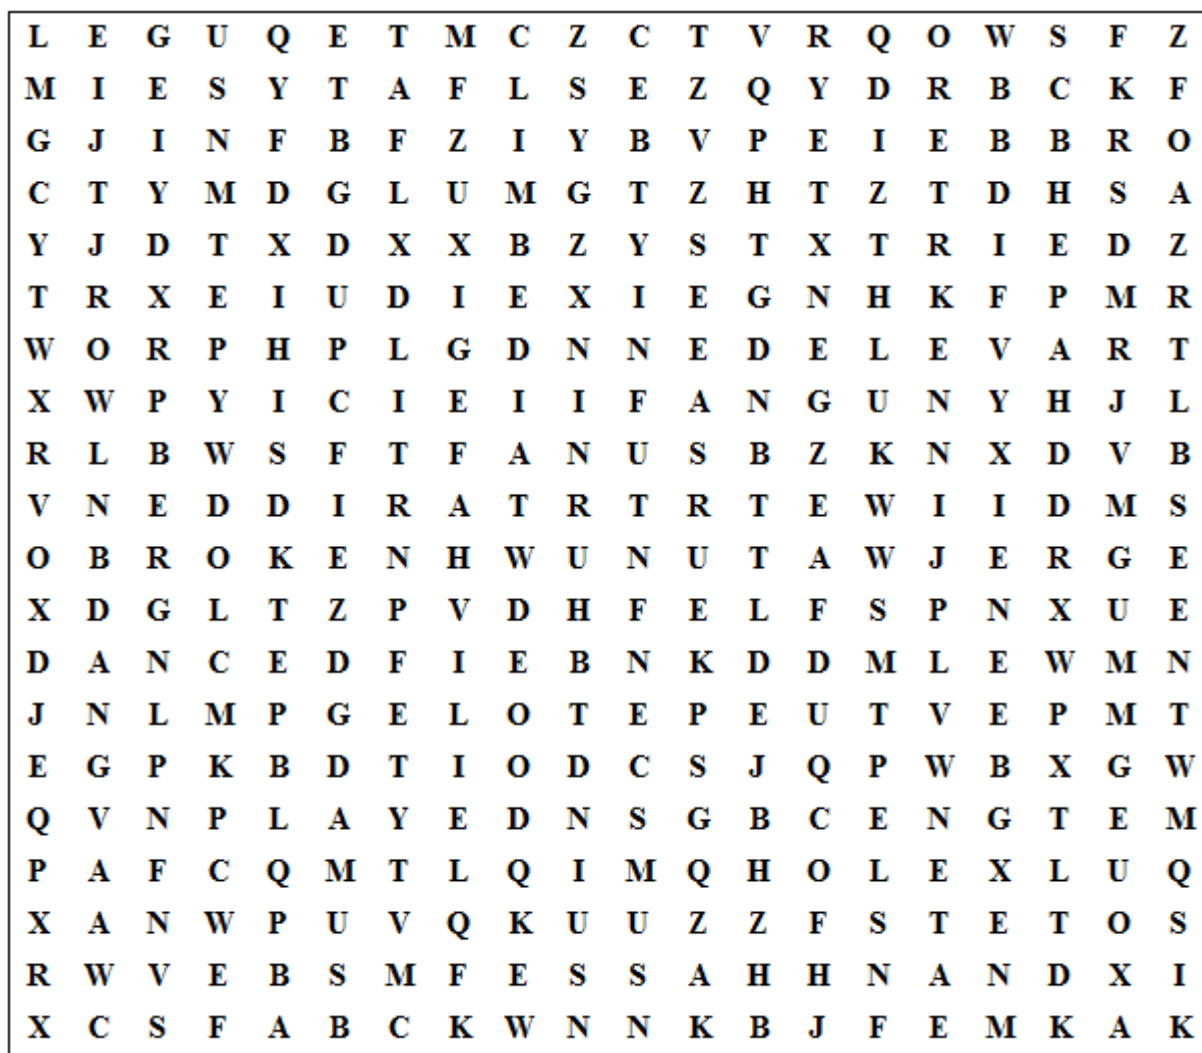 L E G U Q E T M C Z C T V R Q O W S F Z
M I E S Y T A F L S E Z Q Y D R B C K F
G J I N F B F Z I Y B V P E I E B B R O
C T Y M D G L U M G T Z H T Z T D H S A
Y J D T X D X X B Z Y S T X T R I E D Z
T R X E I U D I E X I E G N H K F P M R
W O R P H P L G D N N E D E L E V A R T
X W P Y I C I E I I F A N G U N Y H J L
R L B W S F T F A N U S B Z K N X D V B
V N E D D I R A T R T R T E W I I D M S
O B R O K E N H W U N U T A W J E R G E
X D G L T Z P V D H F E L F S P N X U E
D A N C E D F I E B N K D D M L E W M N
J N L M P G E L O T E P E U T V E P M T
E G P K B D T I O D C S J Q P W B X G W
Q V N P L A Y E D N S G B C E N G T E M
P A F C Q M T L Q I M Q H O L E X L U Q
X A N W P U V Q K U U Z Z F S T E T O S
R W V E B S M F E S S A H H N A N D X I
X C S F A B C K W N N K B J F E M K A K